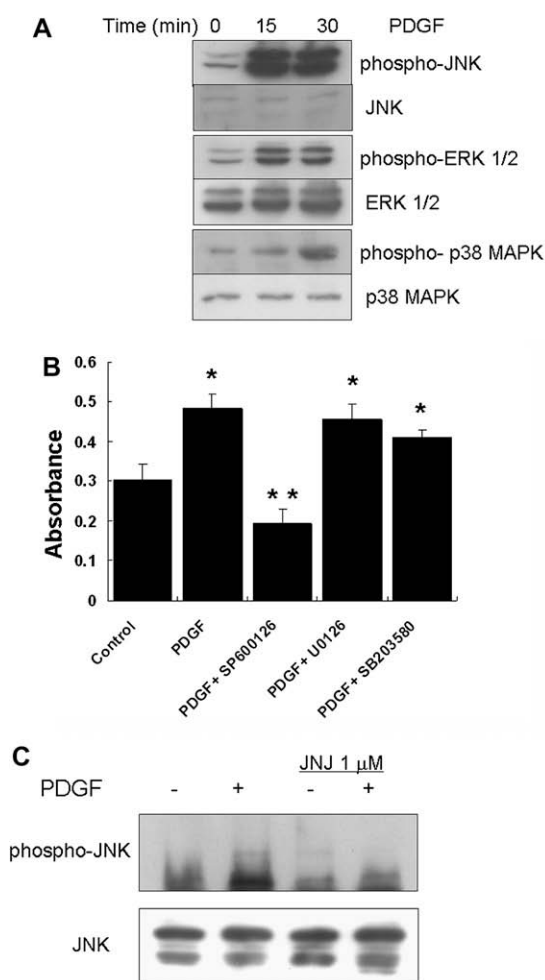 A
Time (min) 0 15 30 PDGF
phospho-JNK
JNK
phospho-ERK 1/2
ERK 1/2
phospho- p38 MAPK
p38 MAPK
B
Absorbance
0.6
0.5
0.4
0.3
0.2
0.1
0
*
* *
*
*
Control
PDGF
PDGF+ SP600126
PDGF+ U0126
PDGF+ SB203580
C
JNJ 1 µM
PDGF - + - +
phospho-JNK
JNK